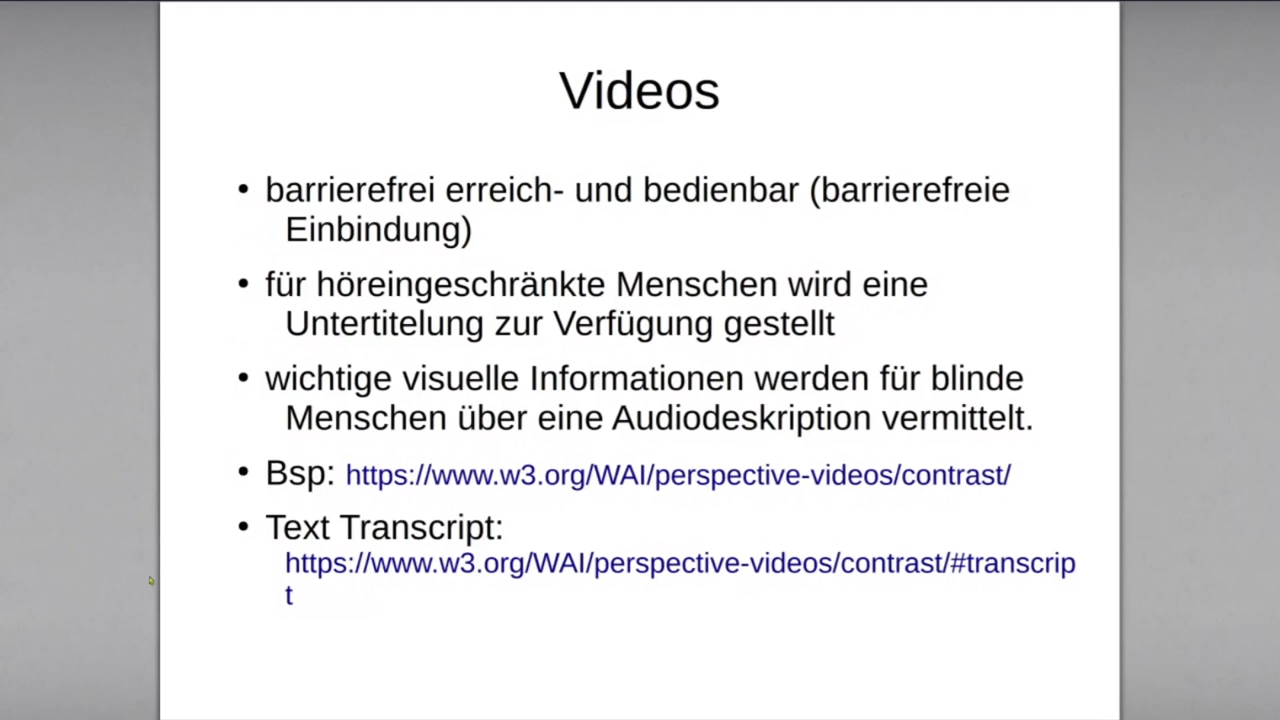 Videos
• barrierefrei erreich- und bedienbar (barrierefreie
Einbindung)
• für höreingeschränkte Menschen wird eine
Untertitelung zur Verfügung gestellt
• wichtige visuelle Informationen werden für blinde
Menschen über eine Audiodeskription vermittelt.
• Bsp: https://www.w3.org/WAI/perspective-videos/contrast/
• Text Transcript:
https://www.w3.org/WAI/perspective-videos/contrast/#transcrip
t